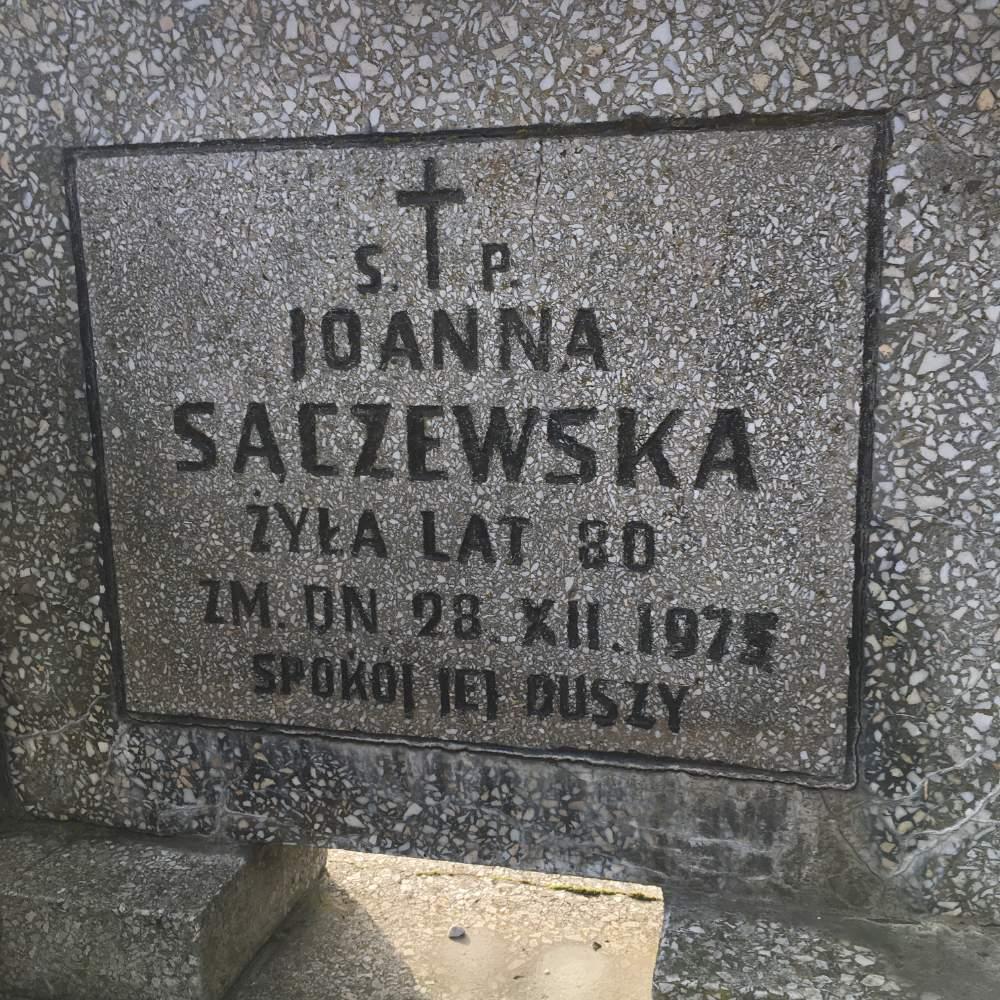 S. P.
JOANNA
SĄCZEWSKA
ŻYŁA LAT 80
ZM. DN. 28. XII. 1975
SPOKÓJ JEJ DUSZY